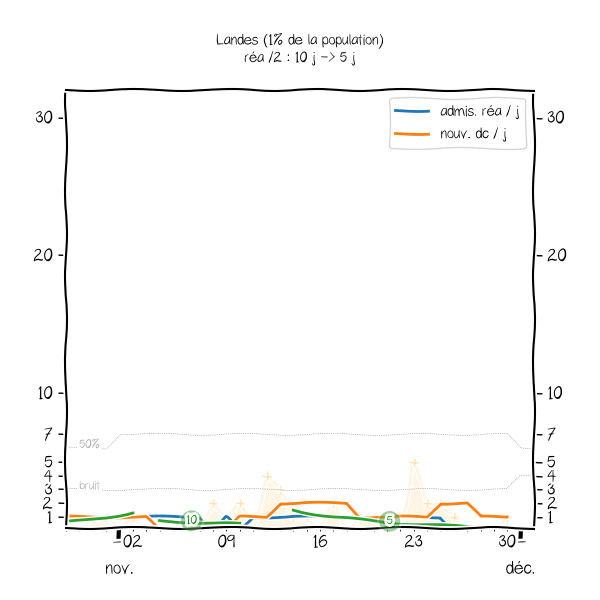 Landes (1% de la population)
réa /2 : 10 j -> 5 j
admis. réa / j
nouv. dc / j
30 30
20 20
10 10
7 7
50%
5 5
4 4
bruit
3 3
2 2
1 1
10 5
02 09 16 23 30
nov. déc.